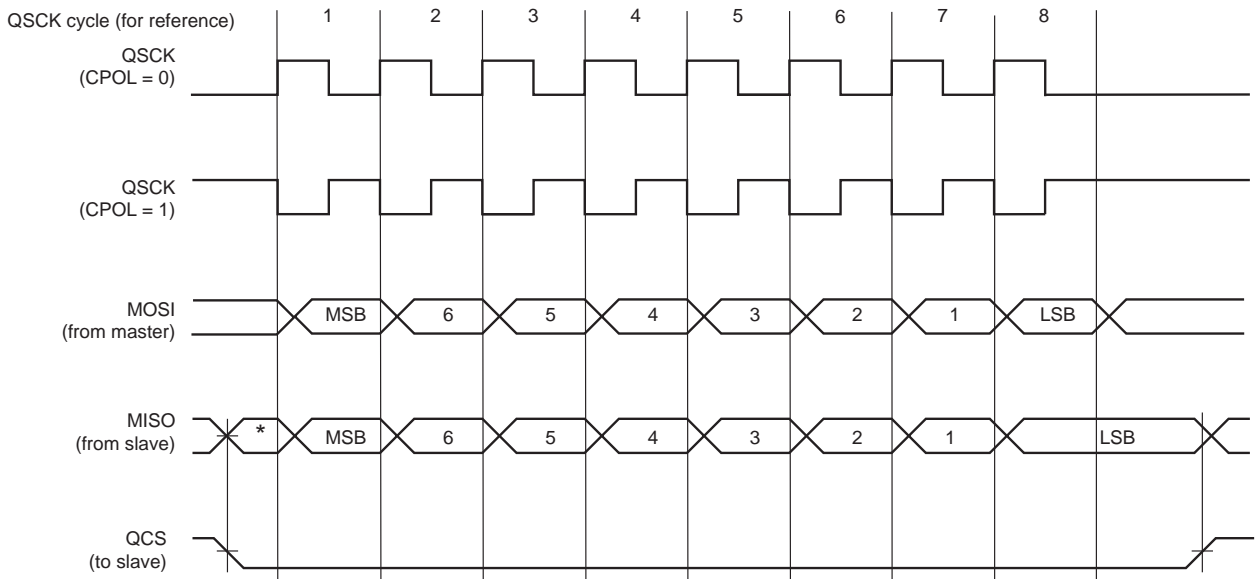 QSCK cycle (for reference) 1 2 3 4 5 6 7 8
QSCK
(CPOL = 0)
QSCK
(CPOL = 1)
MOSI
(from master)
MSB 6 5 4 3 2 1 LSB
MISO
(from slave)
* MSB 6 5 4 3 2 1 LSB
QCS
(to slave)